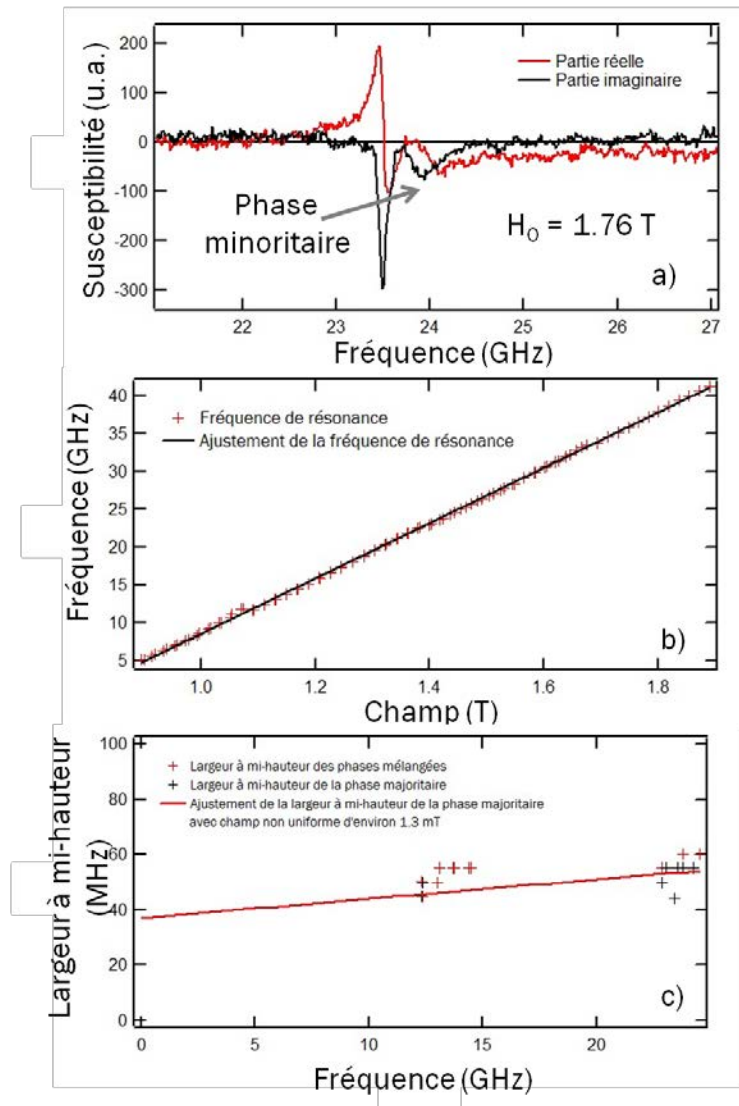 200
100
0
-100
-200
-300
Susceptibilité (u.a.)
Partie réelle
Partie imaginaire
Phase
minoritaire
H0 = 1.76 T
a)
22
23
24
25
26
27
Fréquence (GHz)
40
35
30
25
20
15
10
5
Fréquence (GHz)
Fréquence de résonance
Ajustement de la fréquence de résonance
b)
1.0
1.2
1.4
1.6
1.8
Champ (T)
100
80
60
40
20
0
Largeur à mi-hauteur
(MHz)
Largeur à mi-hauteur des phases mélangées
Largeur à mi-hauteur de la phase majoritaire
Ajustement de la largeur à mi-hauteur de la phase majoritaire
avec champ non uniforme d'environ 1.3 mT
c)
0
5
10
15
20
Fréquence (GHz)